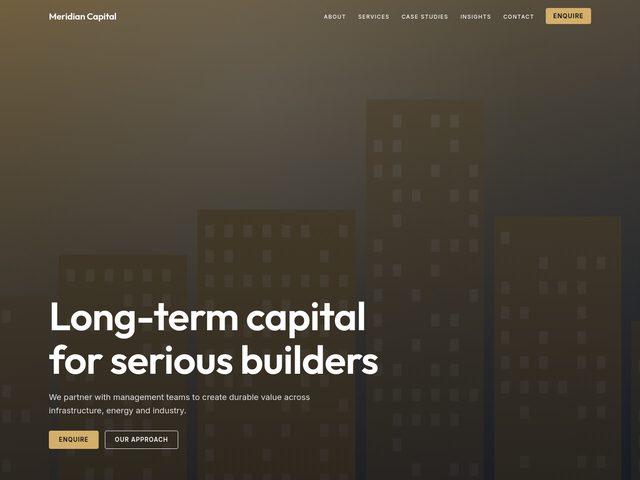 Meridian Capital
ABOUT SERVICES CASE STUDIES INSIGHTS CONTACT ENQUIRE
Long-term capital
for serious builders
We partner with management teams to create durable value across
infrastructure, energy and industry.
ENQUIRE OUR APPROACH